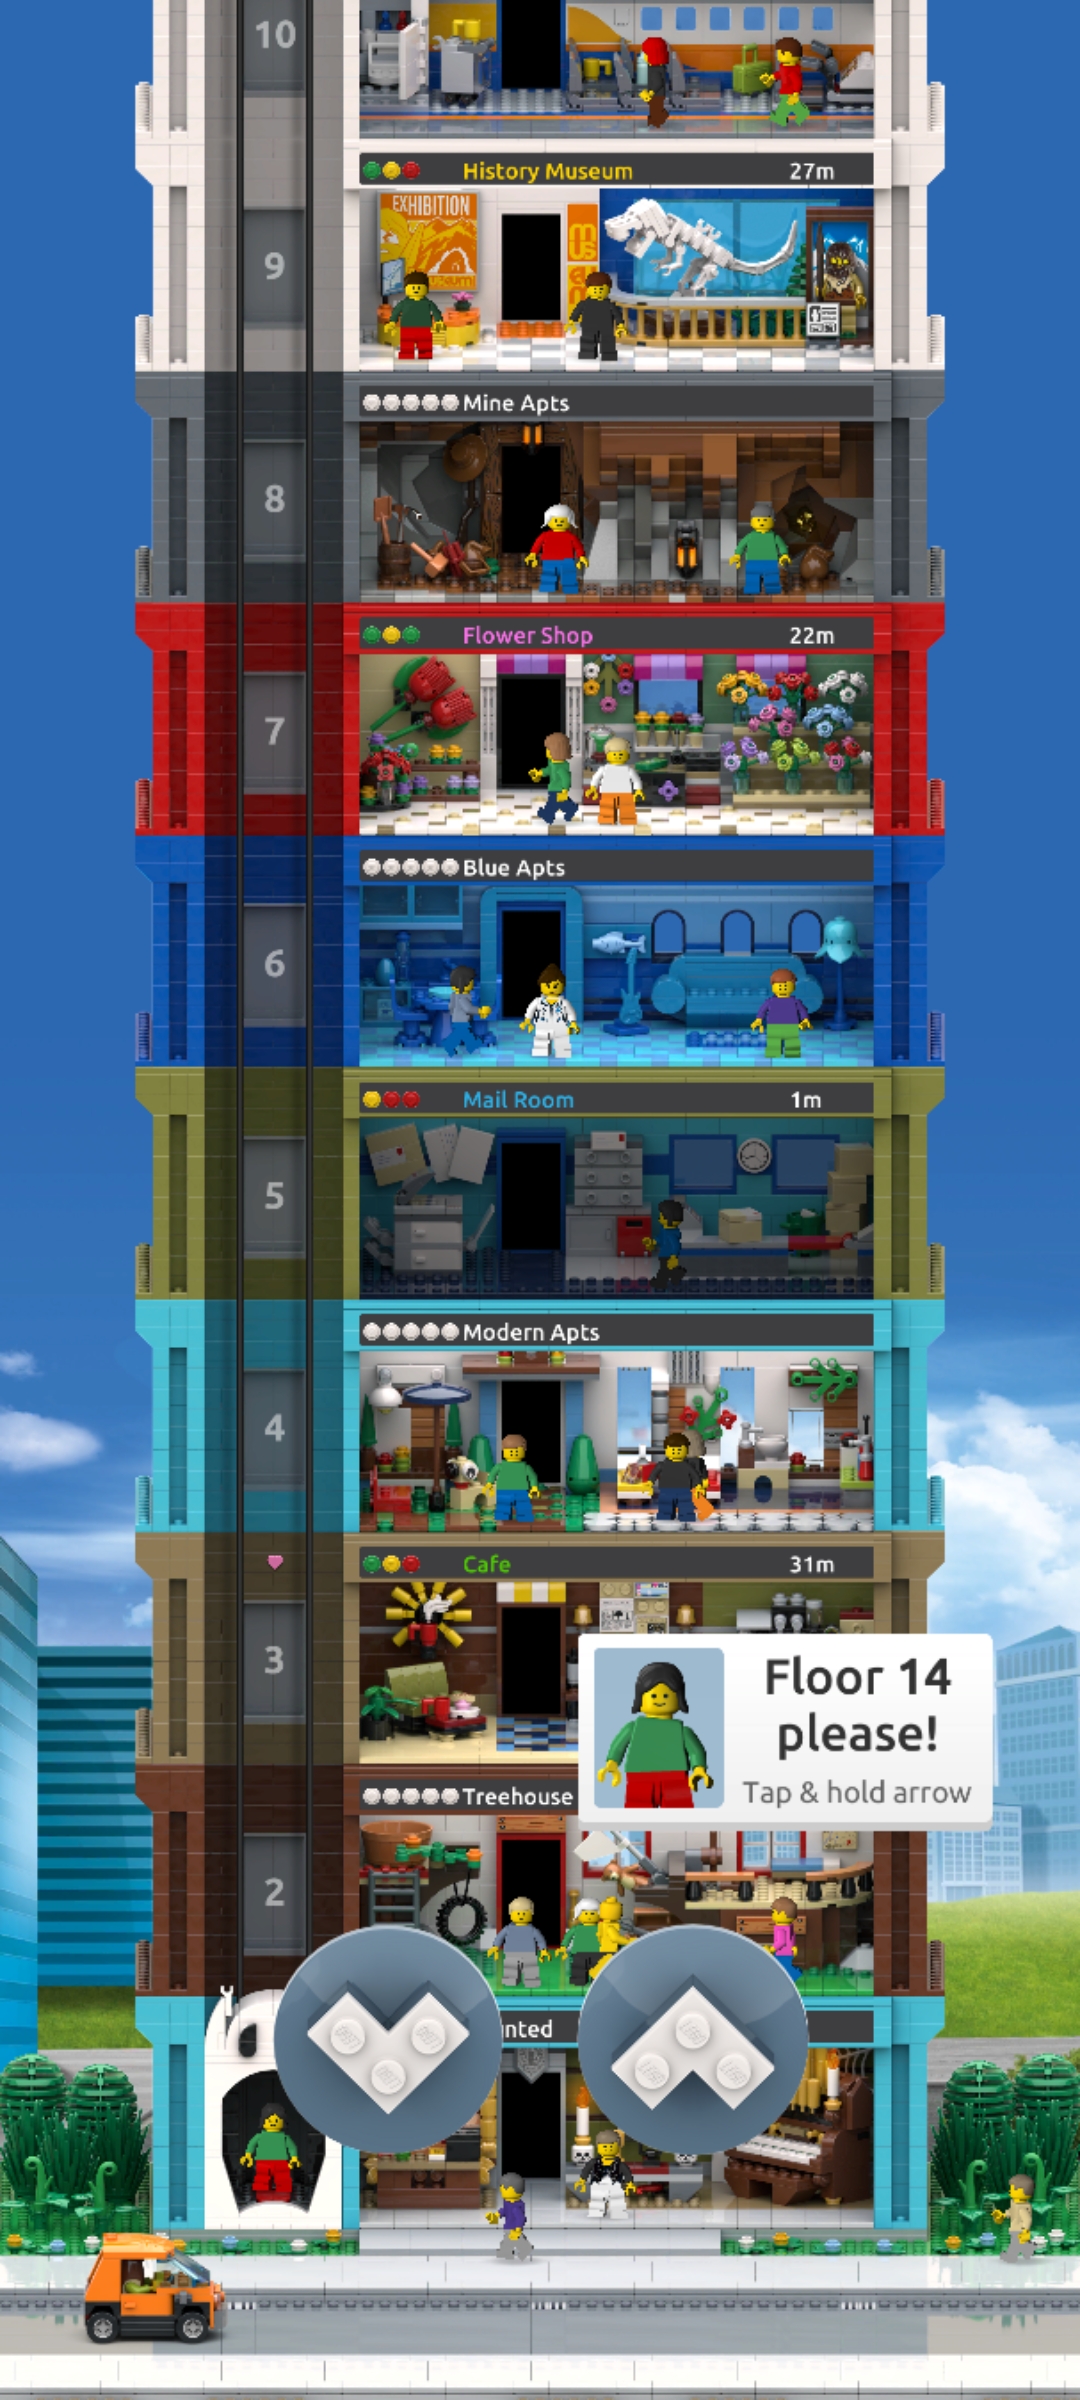 10
History Museum 27m
EXHIBITION
9
Mine Apts
8
Flower Shop 22m
7
Blue Apts
6
Mail Room 1m
5
Modern Apts
4
Cafe 31m
3
Floor 14
please!
Tap & hold arrow
Treehouse
2
nted